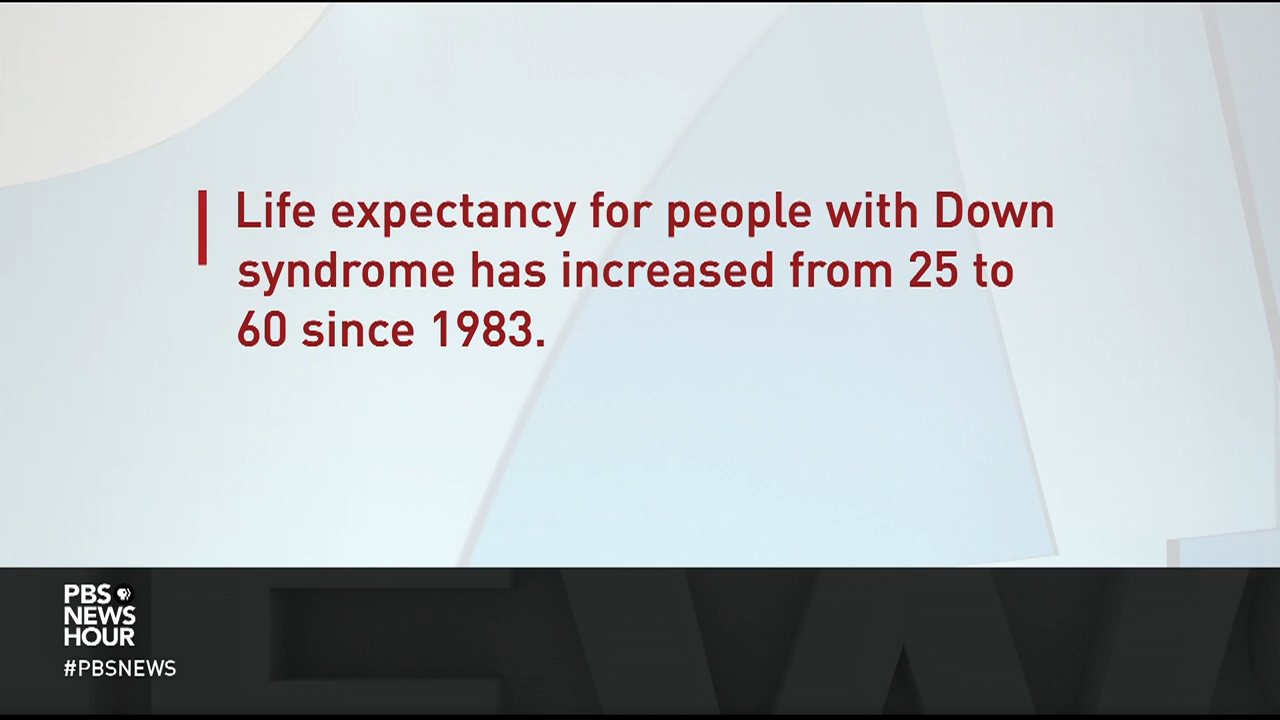 Life expectancy for people with Down
syndrome has increased from 25 to
60 since 1983.
PBS
NEWS
HOUR
#PBSNEWS